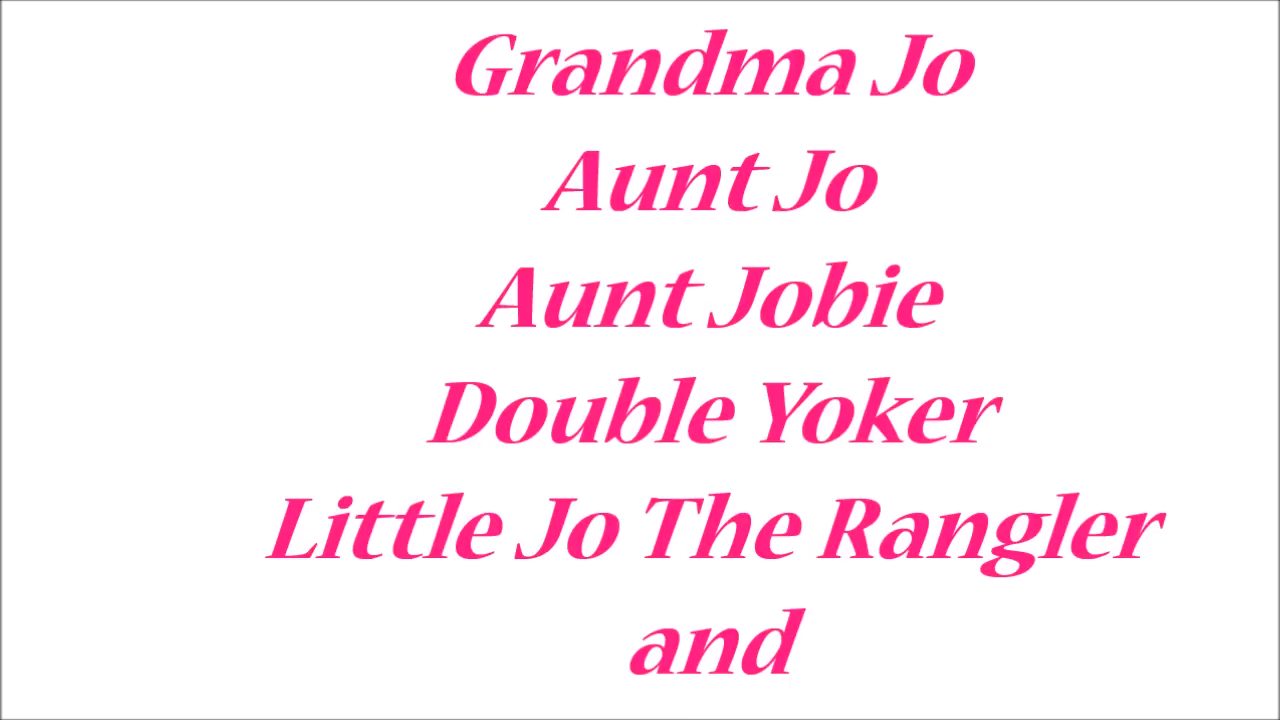 Grandma Jo
Aunt Jo
Aunt Jobie
Double Yoker
Little Jo The Rangler
and